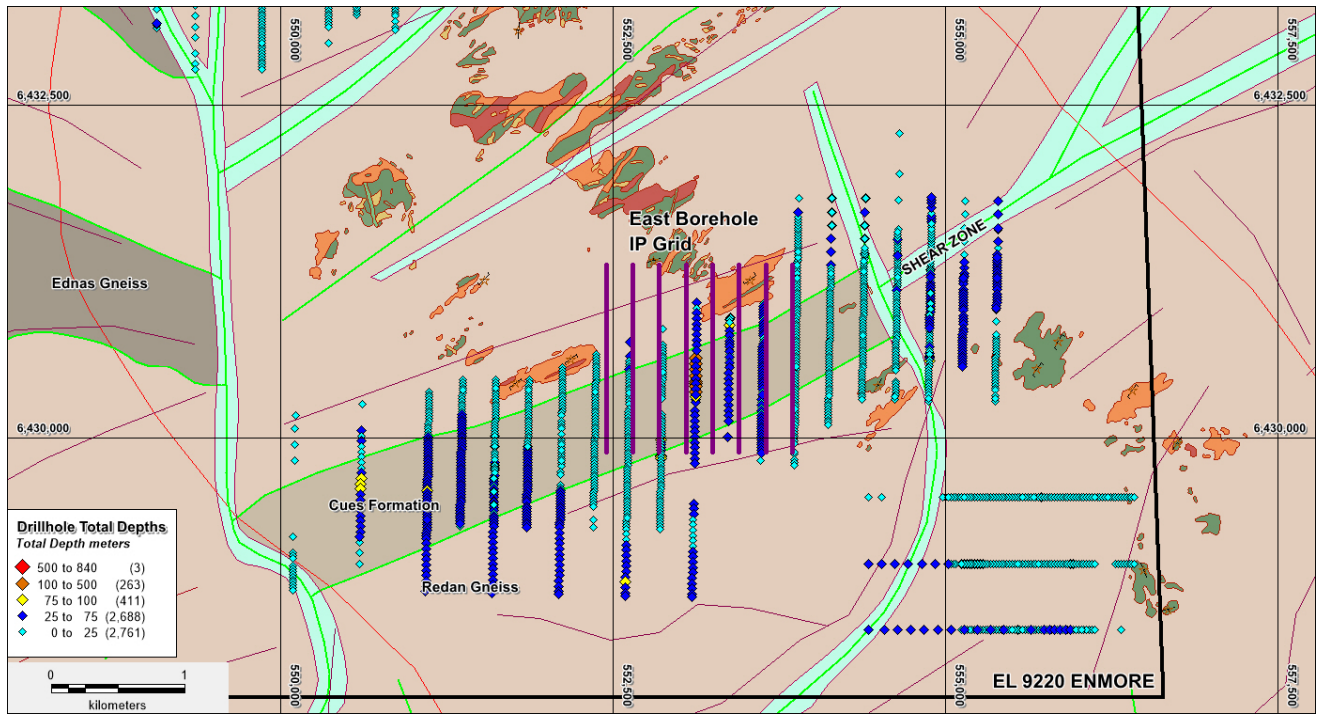 550,000
552,500
555,000
557,500
6,432,500
6,432,500
East Borehole
IP Grid
SHEAR ZONE
Ednas Gneiss
6,430,000
6,430,000
Cues Formation
Redan Gneiss
Drillhole Total Depths
Total Depth meters
500 to 840 (3)
100 to 500 (263)
75 to 100 (411)
25 to 75 (2,688)
0 to 25 (2,761)
0 1
kilometers
EL 9220 ENMORE
550,000
552,500
555,000
557,500